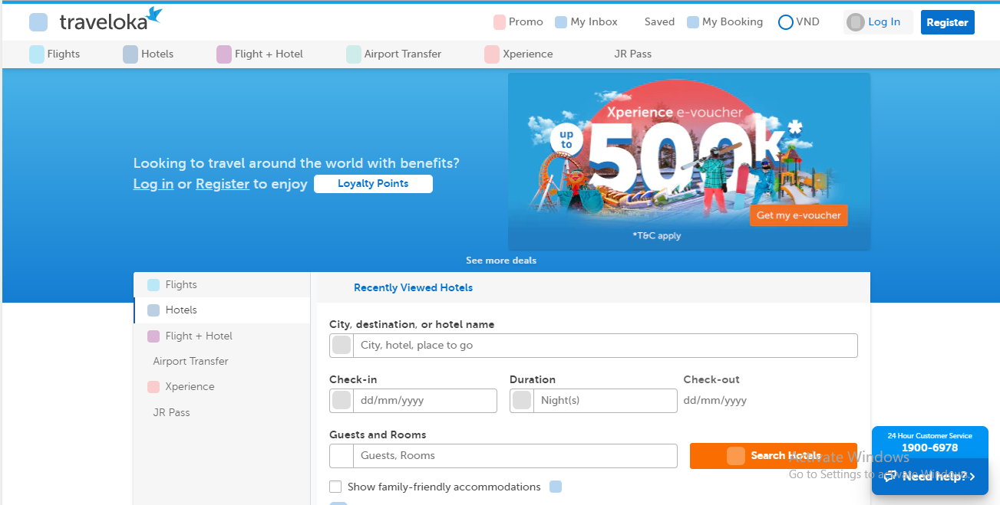 traveloka
Promo My Inbox Saved My Booking VND Log In Register
Flights Hotels Flight + Hotel Airport Transfer Xperience JR Pass
Xperience e-voucher
up
to
500k*
Get my e-voucher
*T&C apply
Looking to travel around the world with benefits?
Log in or Register to enjoy Loyalty Points
See more deals
Flights
Hotels
Flight + Hotel
Airport Transfer
Xperience
JR Pass
Recently Viewed Hotels
City, destination, or hotel name
City, hotel, place to go
Check-in Duration Check-out
dd/mm/yyyy Night(s) dd/mm/yyyy
Guests and Rooms
Guests, Rooms
Search Hotels
Show family-friendly accommodations
24 Hour Customer Service
1900-6978
Need help?
Activate Windows
Go to Settings to activate Windows.